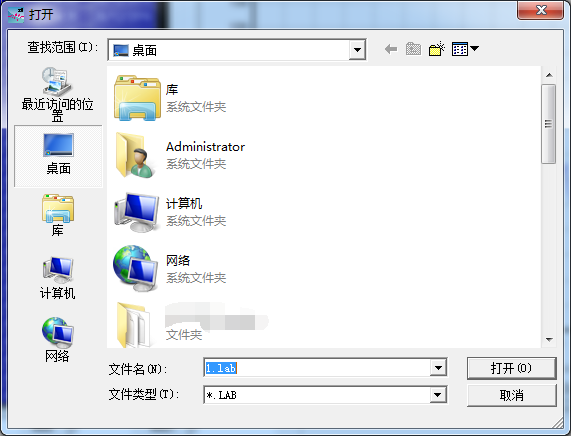 打开
查找范围(I):
桌面
最近访问的位
置
桌面
库
计算机
网络
库
系统文件夹
Administrator
系统文件夹
计算机
系统文件夹
网络
系统文件夹
文件夹
文件名(N):
1.lab
打开(O)
文件类型(T):
*.LAB
取消